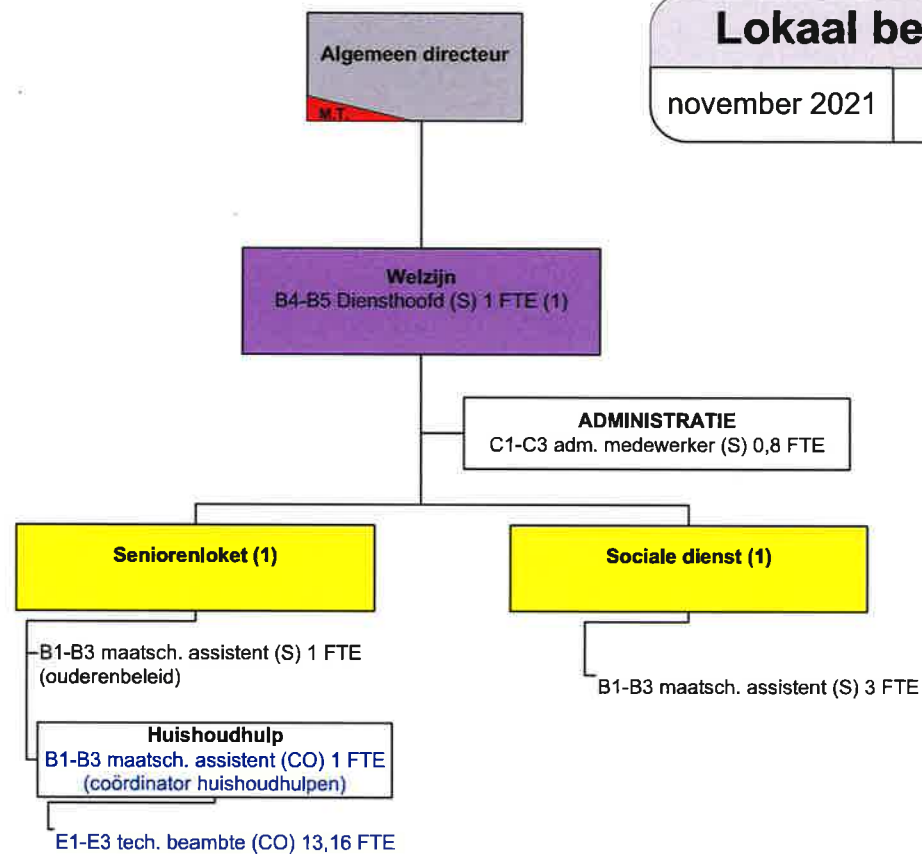 Lokaal be
november 2021
Algemeen directeur
M.T.
Welzijn
B4-B5 Diensthoofd (S) 1 FTE (1)
ADMINISTRATIE
C1-C3 adm. medewerker (S) 0,8 FTE
Seniorenloket (1)
Sociale dienst (1)
B1-B3 maatsch. assistent (S) 1 FTE
(ouderenbeleid)
B1-B3 maatsch. assistent (S) 3 FTE
Huishoudhulp
B1-B3 maatsch. assistent (CO) 1 FTE
(coördinator huishoudhulpen)
E1-E3 tech. beambte (CO) 13,16 FTE